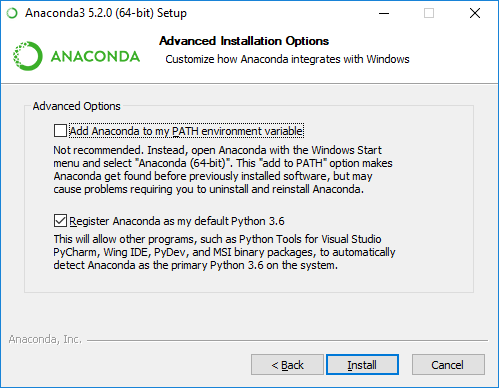 Anaconda3 5.2.0 (64-bit) Setup
ANACONDA
Advanced Installation Options
Customize how Anaconda integrates with Windows
Advanced Options
Add Anaconda to my PATH environment variable
Not recommended. Instead, open Anaconda with the Windows Start
menu and select "Anaconda (64-bit)". This "add to PATH" option makes
Anaconda get found before previously installed software, but may
cause problems requiring you to uninstall and reinstall Anaconda.
Register Anaconda as my default Python 3.6
This will allow other programs, such as Python Tools for Visual Studio
PyCharm, Wing IDE, PyDev, and MSI binary packages, to automatically
detect Anaconda as the primary Python 3.6 on the system.
Anaconda, Inc.
< Back
Install
Cancel